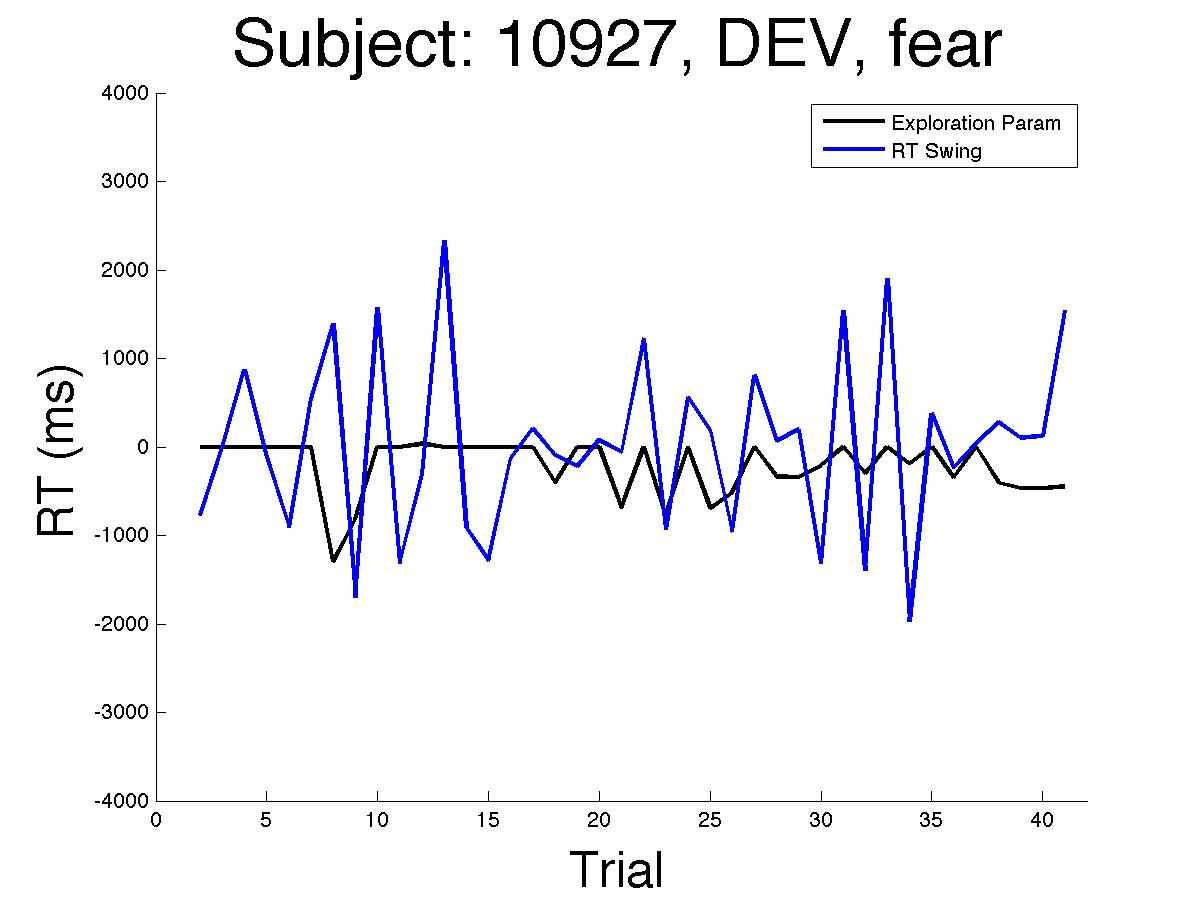 Subject: 10927, DEV, fear
4000
3000
2000
1000
0
-1000
-2000
-3000
-4000
RT (ms)
Exploration Param
RT Swing
0 5 10 15 20 25 30 35 40
Trial